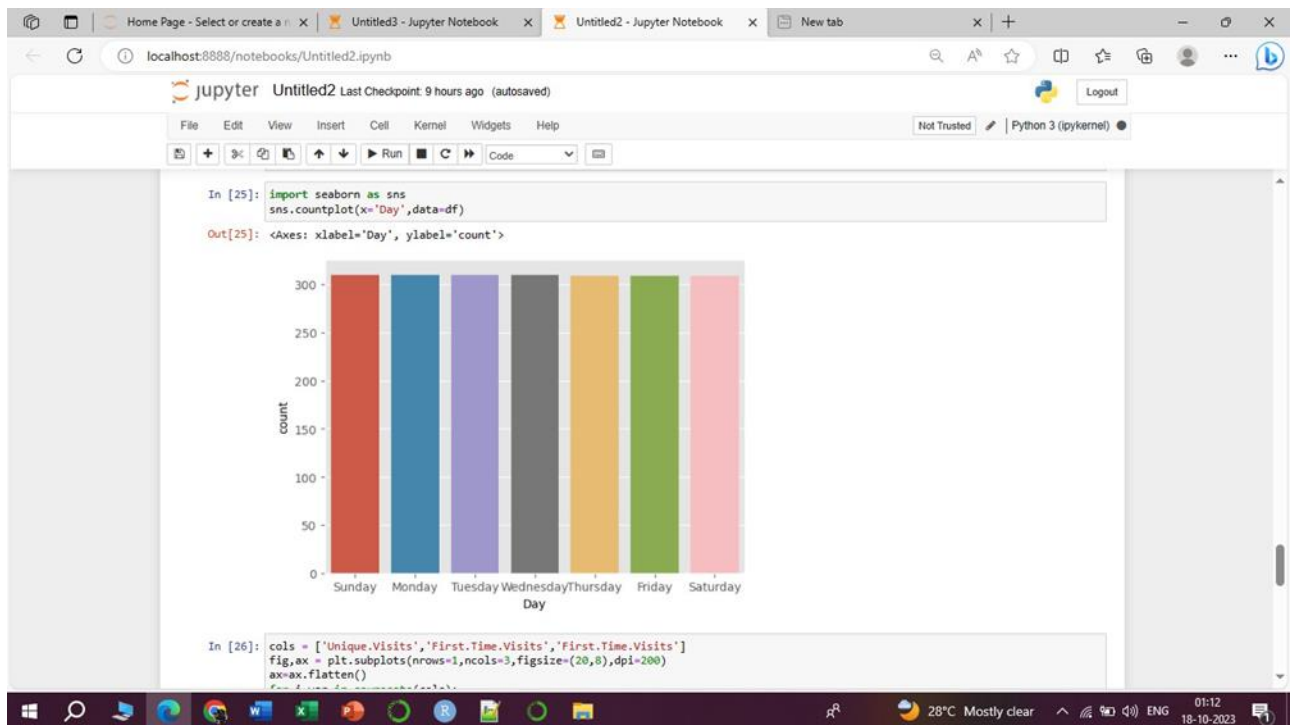 Home Page - Select or create a n
Untitled3 - Jupyter Notebook
Untitled2 - Jupyter Notebook
New tab
localhost:8888/notebooks/Untitled2.ipynb
jupyter Untitled2 Last Checkpoint: 9 hours ago (autosaved)
Logout
File Edit View Insert Cell Kernel Widgets Help
Not Trusted
Python 3 (ipykernel)
Run
Code
In [25]: import seaborn as sns
sns.countplot(x='Day',data=df)
Out[25]: <Axes: xlabel='Day', ylabel='count'>
300
250
200
150
100
50
0
count
Sunday Monday Tuesday Wednesday Thursday Friday Saturday
Day
In [26]: cols = ['Unique.Visits','First.Time.Visits','First.Time.Visits']
fig,ax = plt.subplots(nrows=1,ncols=3,figsize=(20,8),dpi=200)
ax=ax.flatten()
28°C Mostly clear
ENG
01:12
18-10-2023